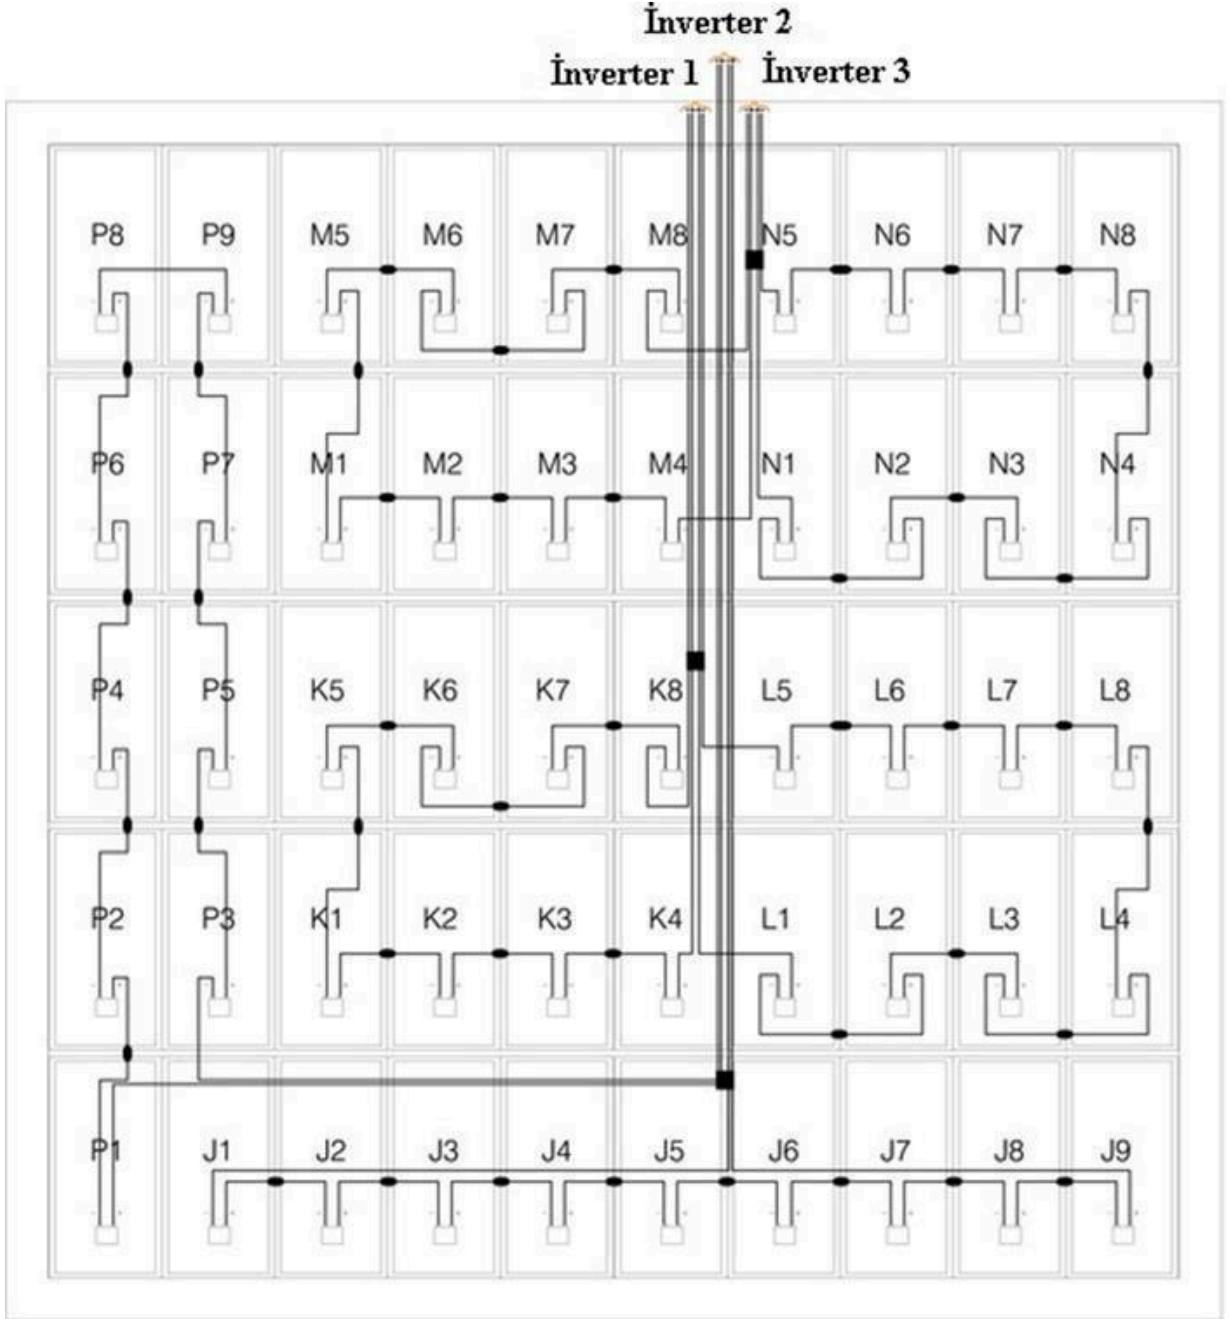 İnverter 2
İnverter 1 İnverter 3
P8 P9 M5 M6 M7 M8 N5 N6 N7 N8
P6 P7 M1 M2 M3 M4 N1 N2 N3 N4
P4 P5 K5 K6 K7 K8 L5 L6 L7 L8
P2 P3 K1 K2 K3 K4 L1 L2 L3 L4
P1 J1 J2 J3 J4 J5 J6 J7 J8 J9